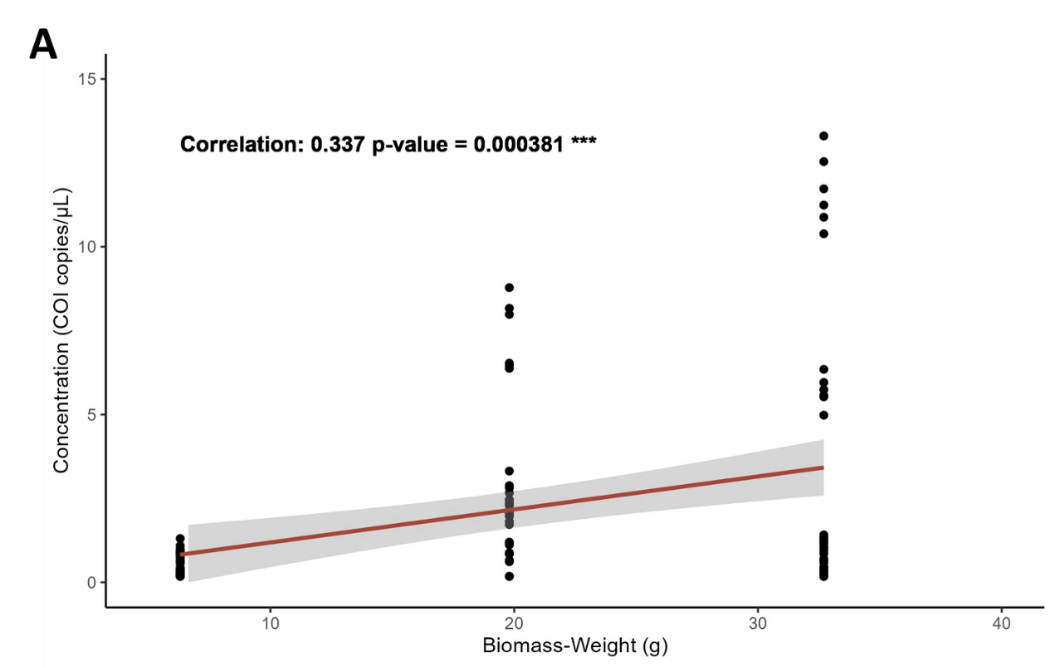 A
15
Correlation: 0.337 p-value = 0.000381 ***
10
5
0
Concentration (COI copies/µL)
10 20 30 40
Biomass-Weight (g)